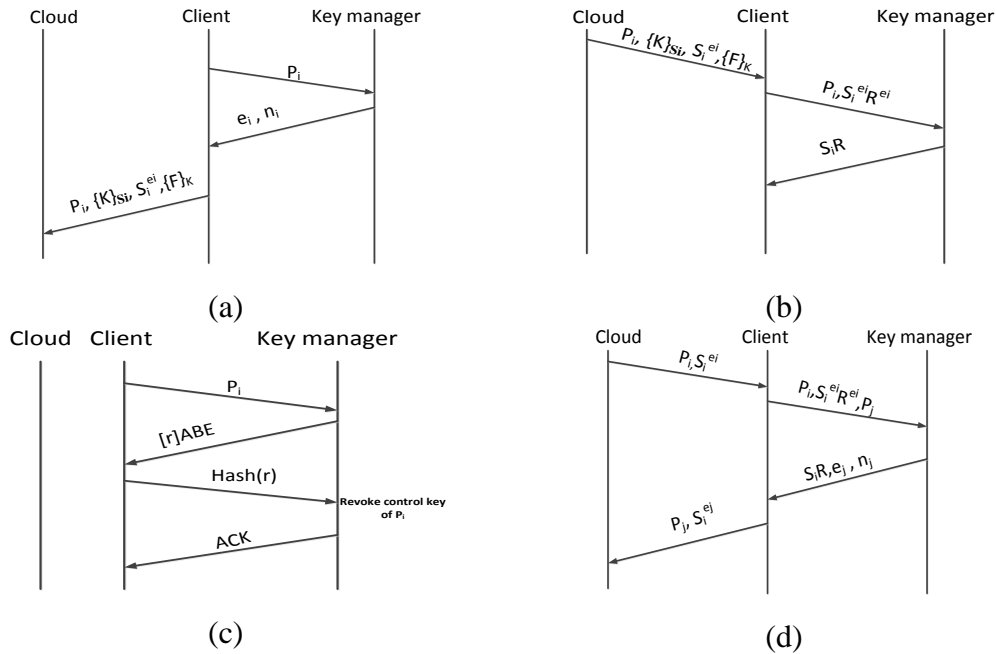 Cloud Client Key manager
P_i
e_i , n_i
P_i, {K}_Si, S_i^ei,{F}_K
(a)
Cloud Client Key manager
P_i, {K}_Si, S_i^ei,{F}_K
P_i,S_i^ei R^ei
S_iR
(b)
Cloud Client Key manager
P_i
[r]ABE
Hash(r)
Revoke control key
of P_i
ACK
(c)
Cloud Client Key manager
P_i,S_i^ei
P_i,S_i^ei R^ei,P_j
S_iR,e_j , n_j
P_j, S_i^ej
(d)